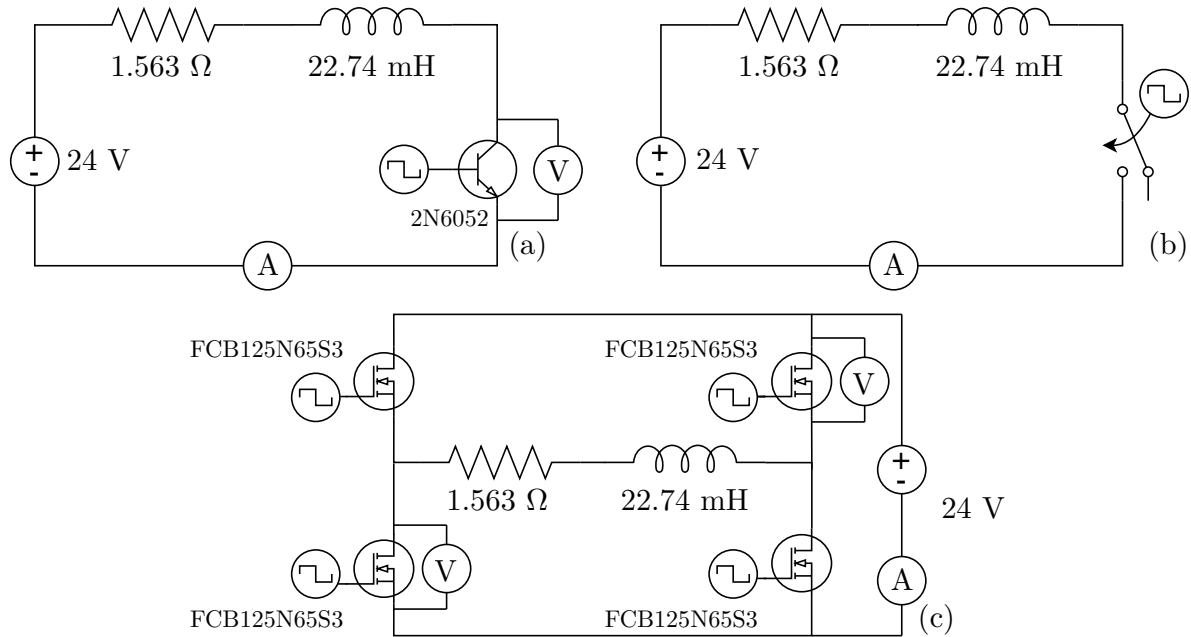 1.563 Ω
22.74 mH
+
-
24 V
V
2N6052
A
(a)
1.563 Ω
22.74 mH
+
-
24 V
A
(b)
FCB125N65S3
FCB125N65S3
V
1.563 Ω
22.74 mH
+
-
24 V
V
A
FCB125N65S3
FCB125N65S3
(c)